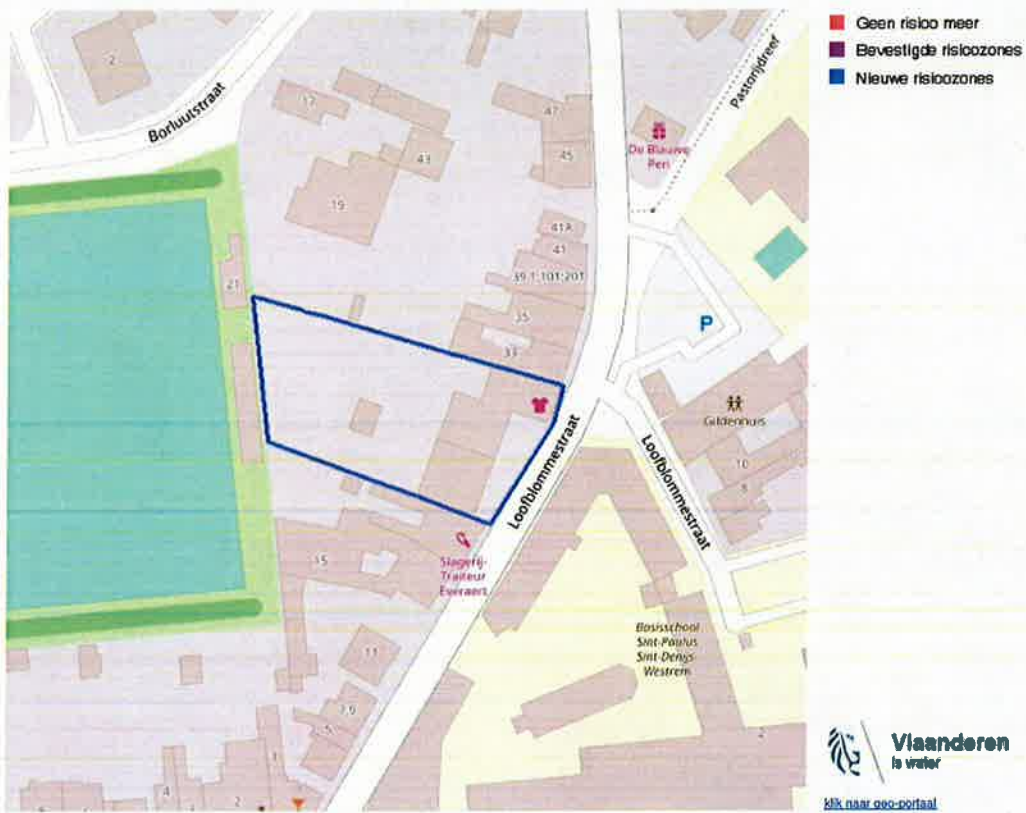 Geen risico meer
Bevestigde risicozones
Nieuwe risicozones
Borluutstraat
Pastorijdreef
2
17
47
45
43
De Blauwe
Peri
19
41A
41
39.1-101-201
21
35
P
33
Gildenhuis
Loofblommestraat
Loofblommestraat
10
8
Slagerij-
Traiteur
Everaert
15
Basisschool
Sint-Paulus
Sint-Denijs-
Westrem
11
7,9
5
1
4
2
2
Vlaanderen
is water
klik naar geo-portaal